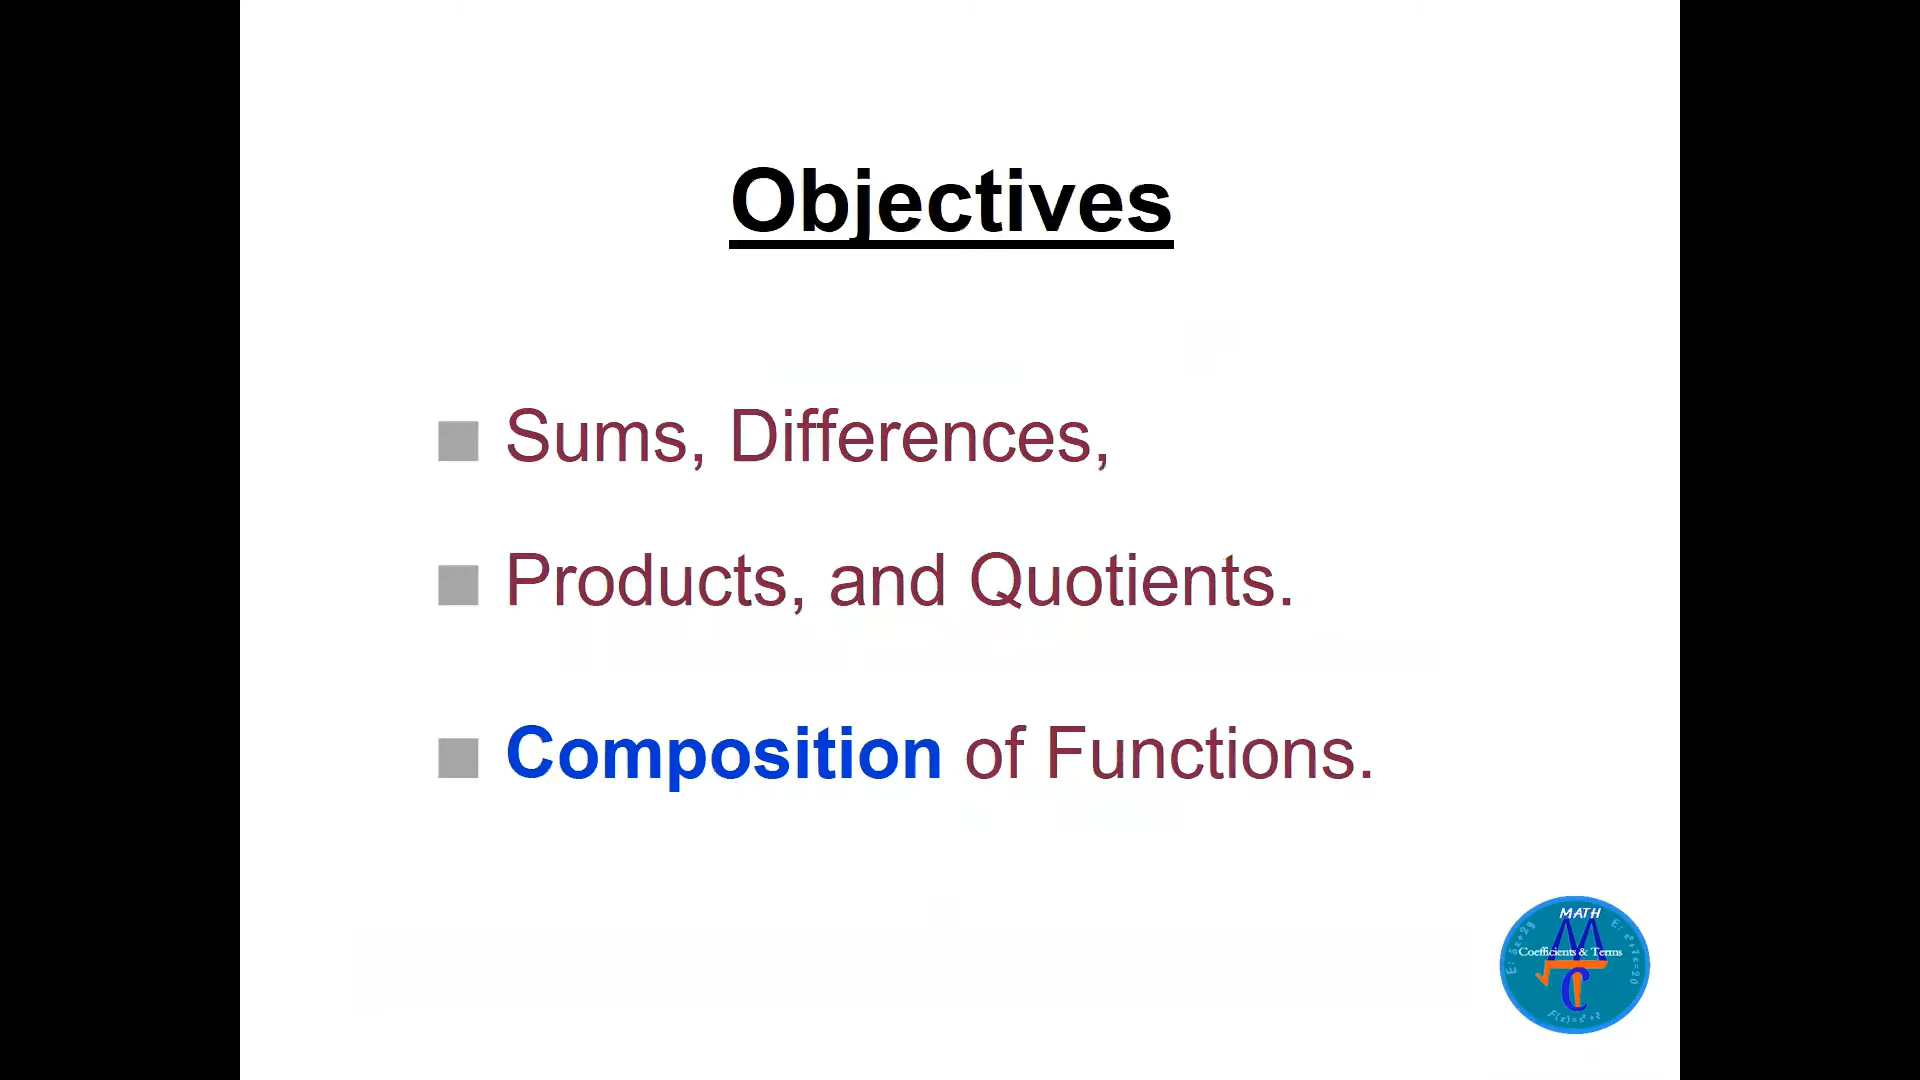 Objectives
Sums, Differences,
Products, and Quotients.
Composition of Functions.
MATH
Coefficients & Terms